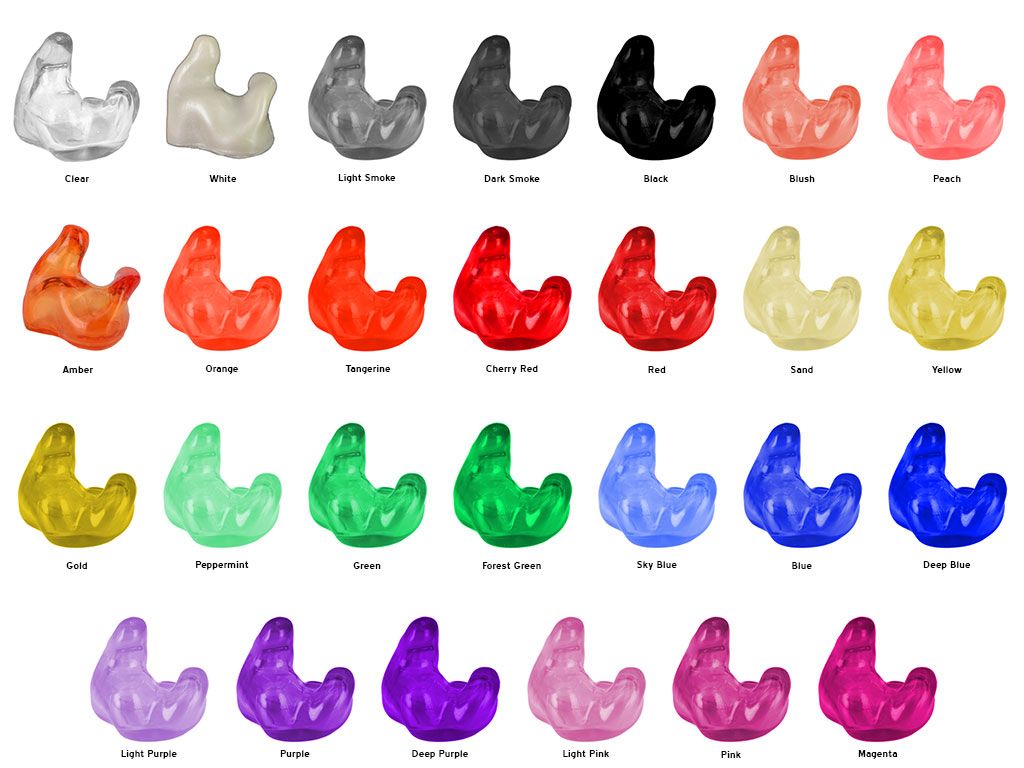 Clear
White
Light Smoke
Dark Smoke
Black
Blush
Peach
Amber
Orange
Tangerine
Cherry Red
Red
Sand
Yellow
Gold
Peppermint
Green
Forest Green
Sky Blue
Blue
Deep Blue
Light Purple
Purple
Deep Purple
Light Pink
Pink
Magenta